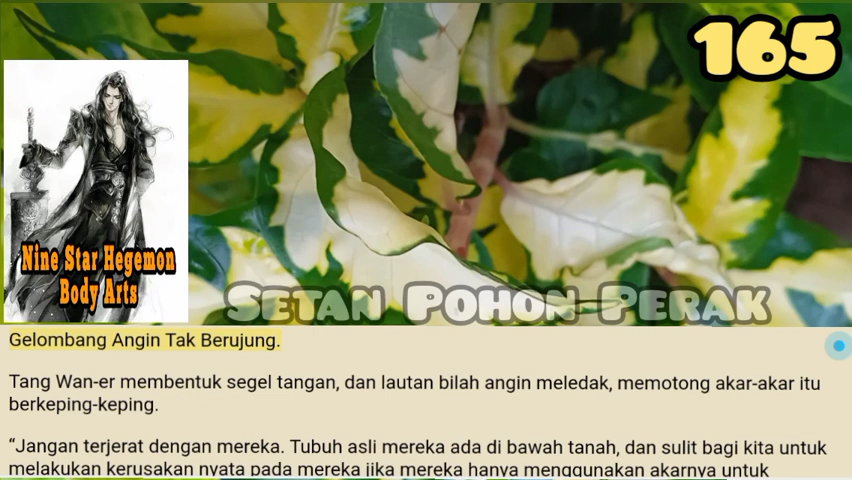 165
Nine Star Hegemon
Body Arts
Setan Pohon Perak
Gelombang Angin Tak Berujung.
Tang Wan-er membentuk segel tangan, dan lautan bilah angin meledak, memotong akar-akar itu
berkeping-keping.
“Jangan terjerat dengan mereka. Tubuh asli mereka ada di bawah tanah, dan sulit bagi kita untuk
melakukan kerusakan nyata pada mereka jika mereka hanya menggunakan akarnya untuk